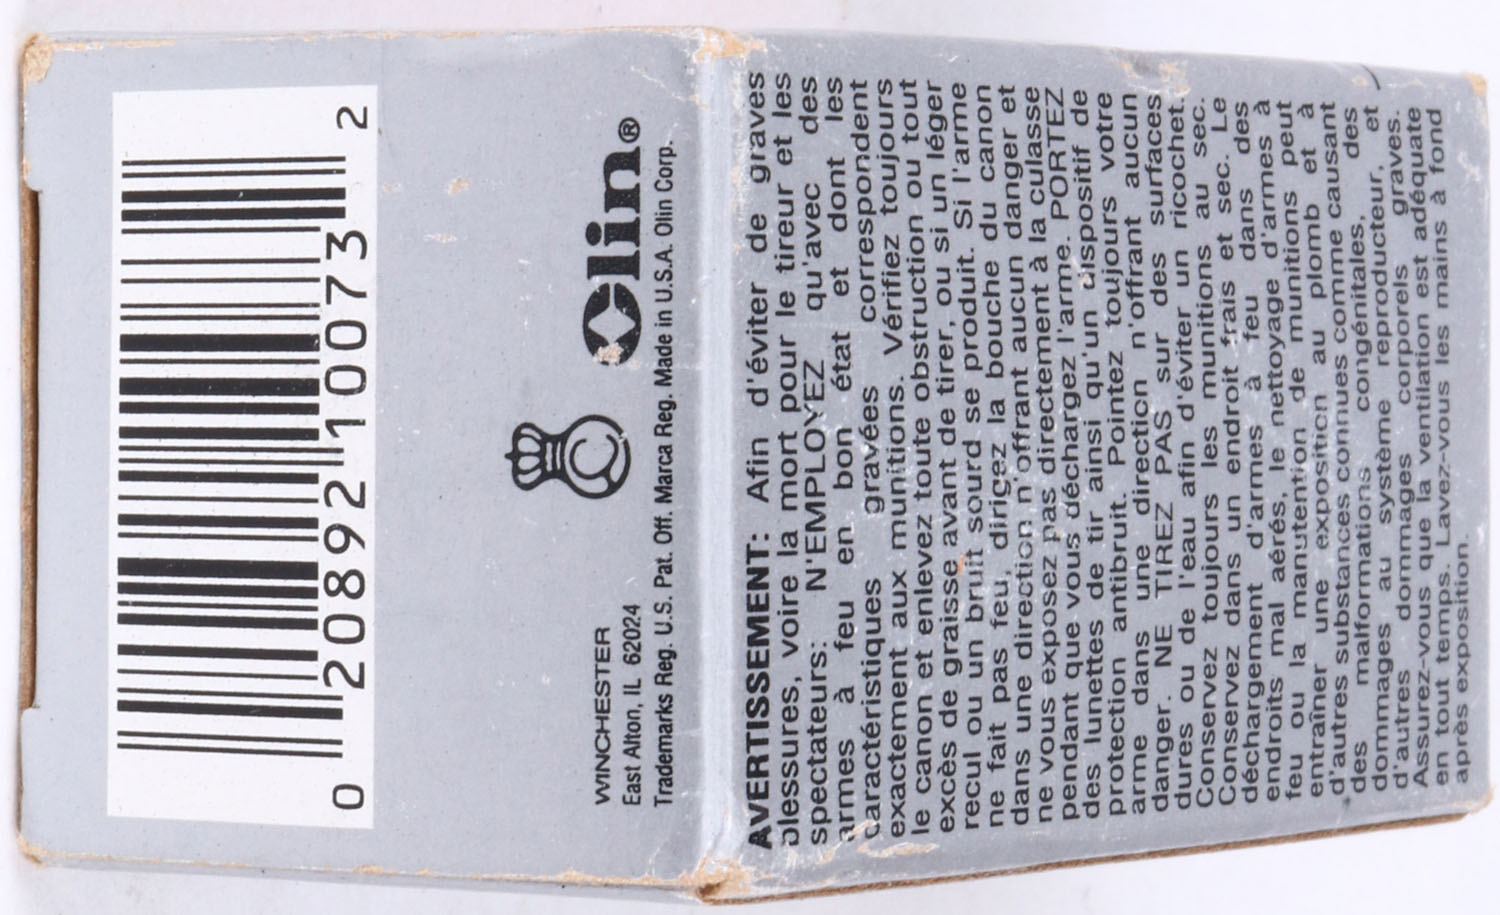 0 20892 10073 2
WINCHESTER
East Alton, IL 62024
Olin®
Trademarks Reg. U.S. Pat. Off. Marca Reg. Made in U.S.A. Olin Corp.
AVERTISSEMENT: Afin d'éviter de graves
blessures, voire la mort pour le tireur et les
spectateurs: N'EMPLOYEZ qu'avec des
armes à feu en bon état et dont les
caractéristiques gravées correspondent
exactement aux munitions. Vérifiez toujours
le canon et enlevez toute obstruction ou tout
excès de graisse avant de tirer, ou si un léger
recul ou un bruit sourd se produit. Si l'arme
ne fait pas feu, dirigez la bouche du canon
dans une direction n'offrant aucun danger et
ne vous exposez pas directement à la culasse
pendant que vous déchargez l'arme. PORTEZ
des lunettes de tir ainsi qu'un dispositif de
protection antibruit. Pointez toujours votre
arme dans une direction n'offrant aucun
danger. NE TIREZ PAS sur des surfaces
dures ou de l'eau afin d'éviter un ricochet.
Conservez toujours les munitions au sec.
Conservez dans un endroit frais et sec. Le
déchargement d'armes à feu dans des
endroits mal aérés, le nettoyage d'armes à
feu ou la manutention de munitions peut
entraîner une exposition au plomb et à
d'autres substances connues comme causant
des malformations congénitales, des
dommages au système reproducteur, et
d'autres dommages corporels graves.
Assurez-vous que la ventilation est adéquate
en tout temps. Lavez-vous les mains à fond
après exposition.